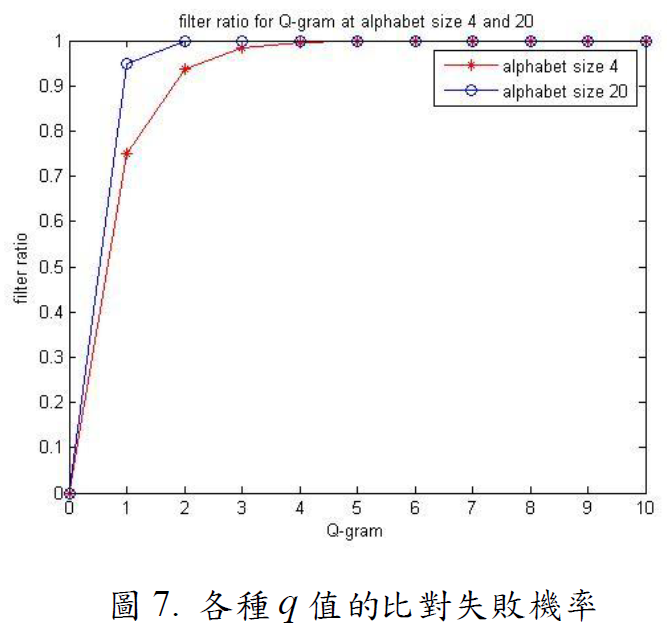 filter ratio for Q-gram at alphabet size 4 and 20
1
0.9
0.8
0.7
0.6
0.5
0.4
0.3
0.2
0.1
0
filter ratio
alphabet size 4
alphabet size 20
0 1 2 3 4 5 6 7 8 9 10
Q-gram
圖 7. 各種 q 值的比對失敗機率